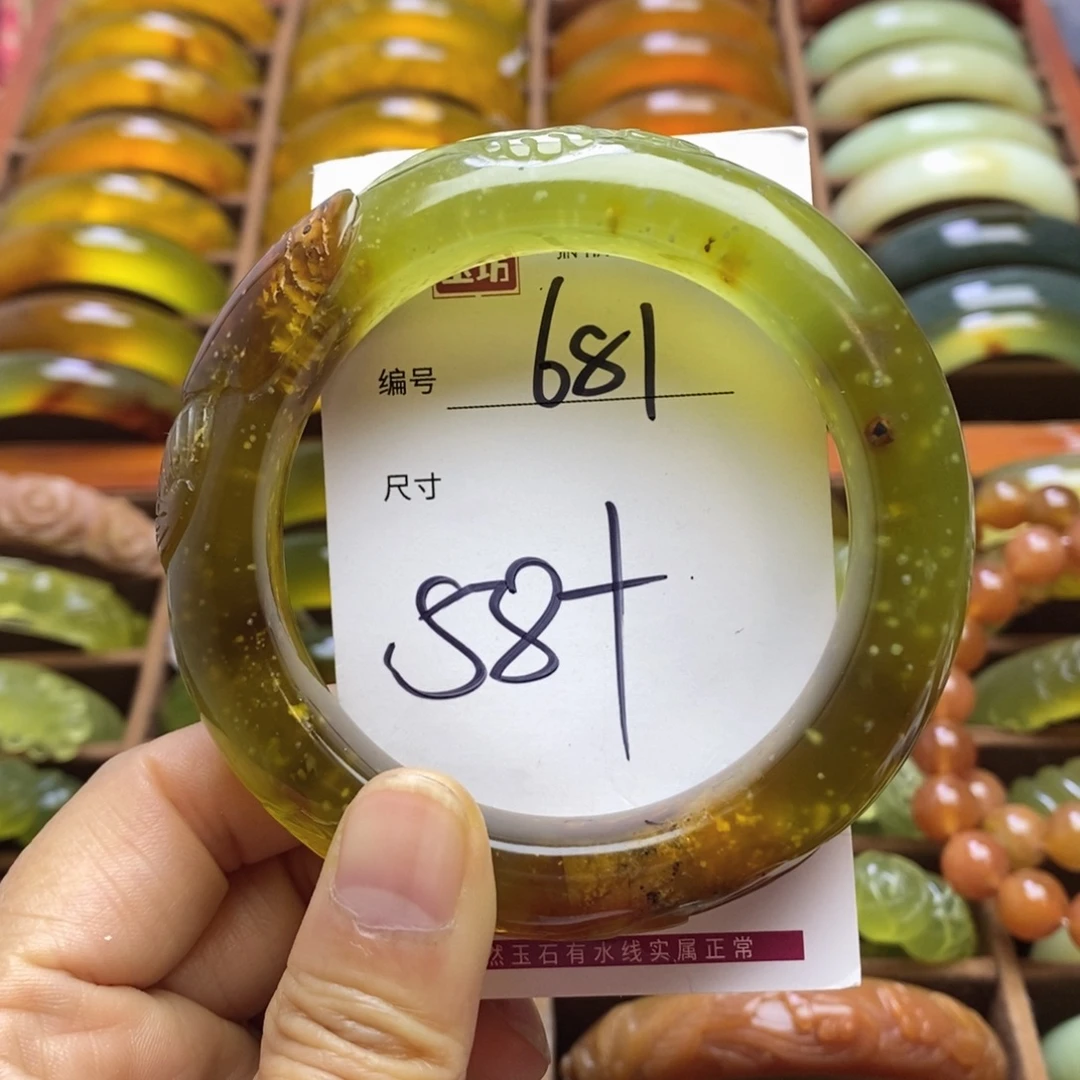 编号 681
尺寸
58+
然玉石有水线实属正常